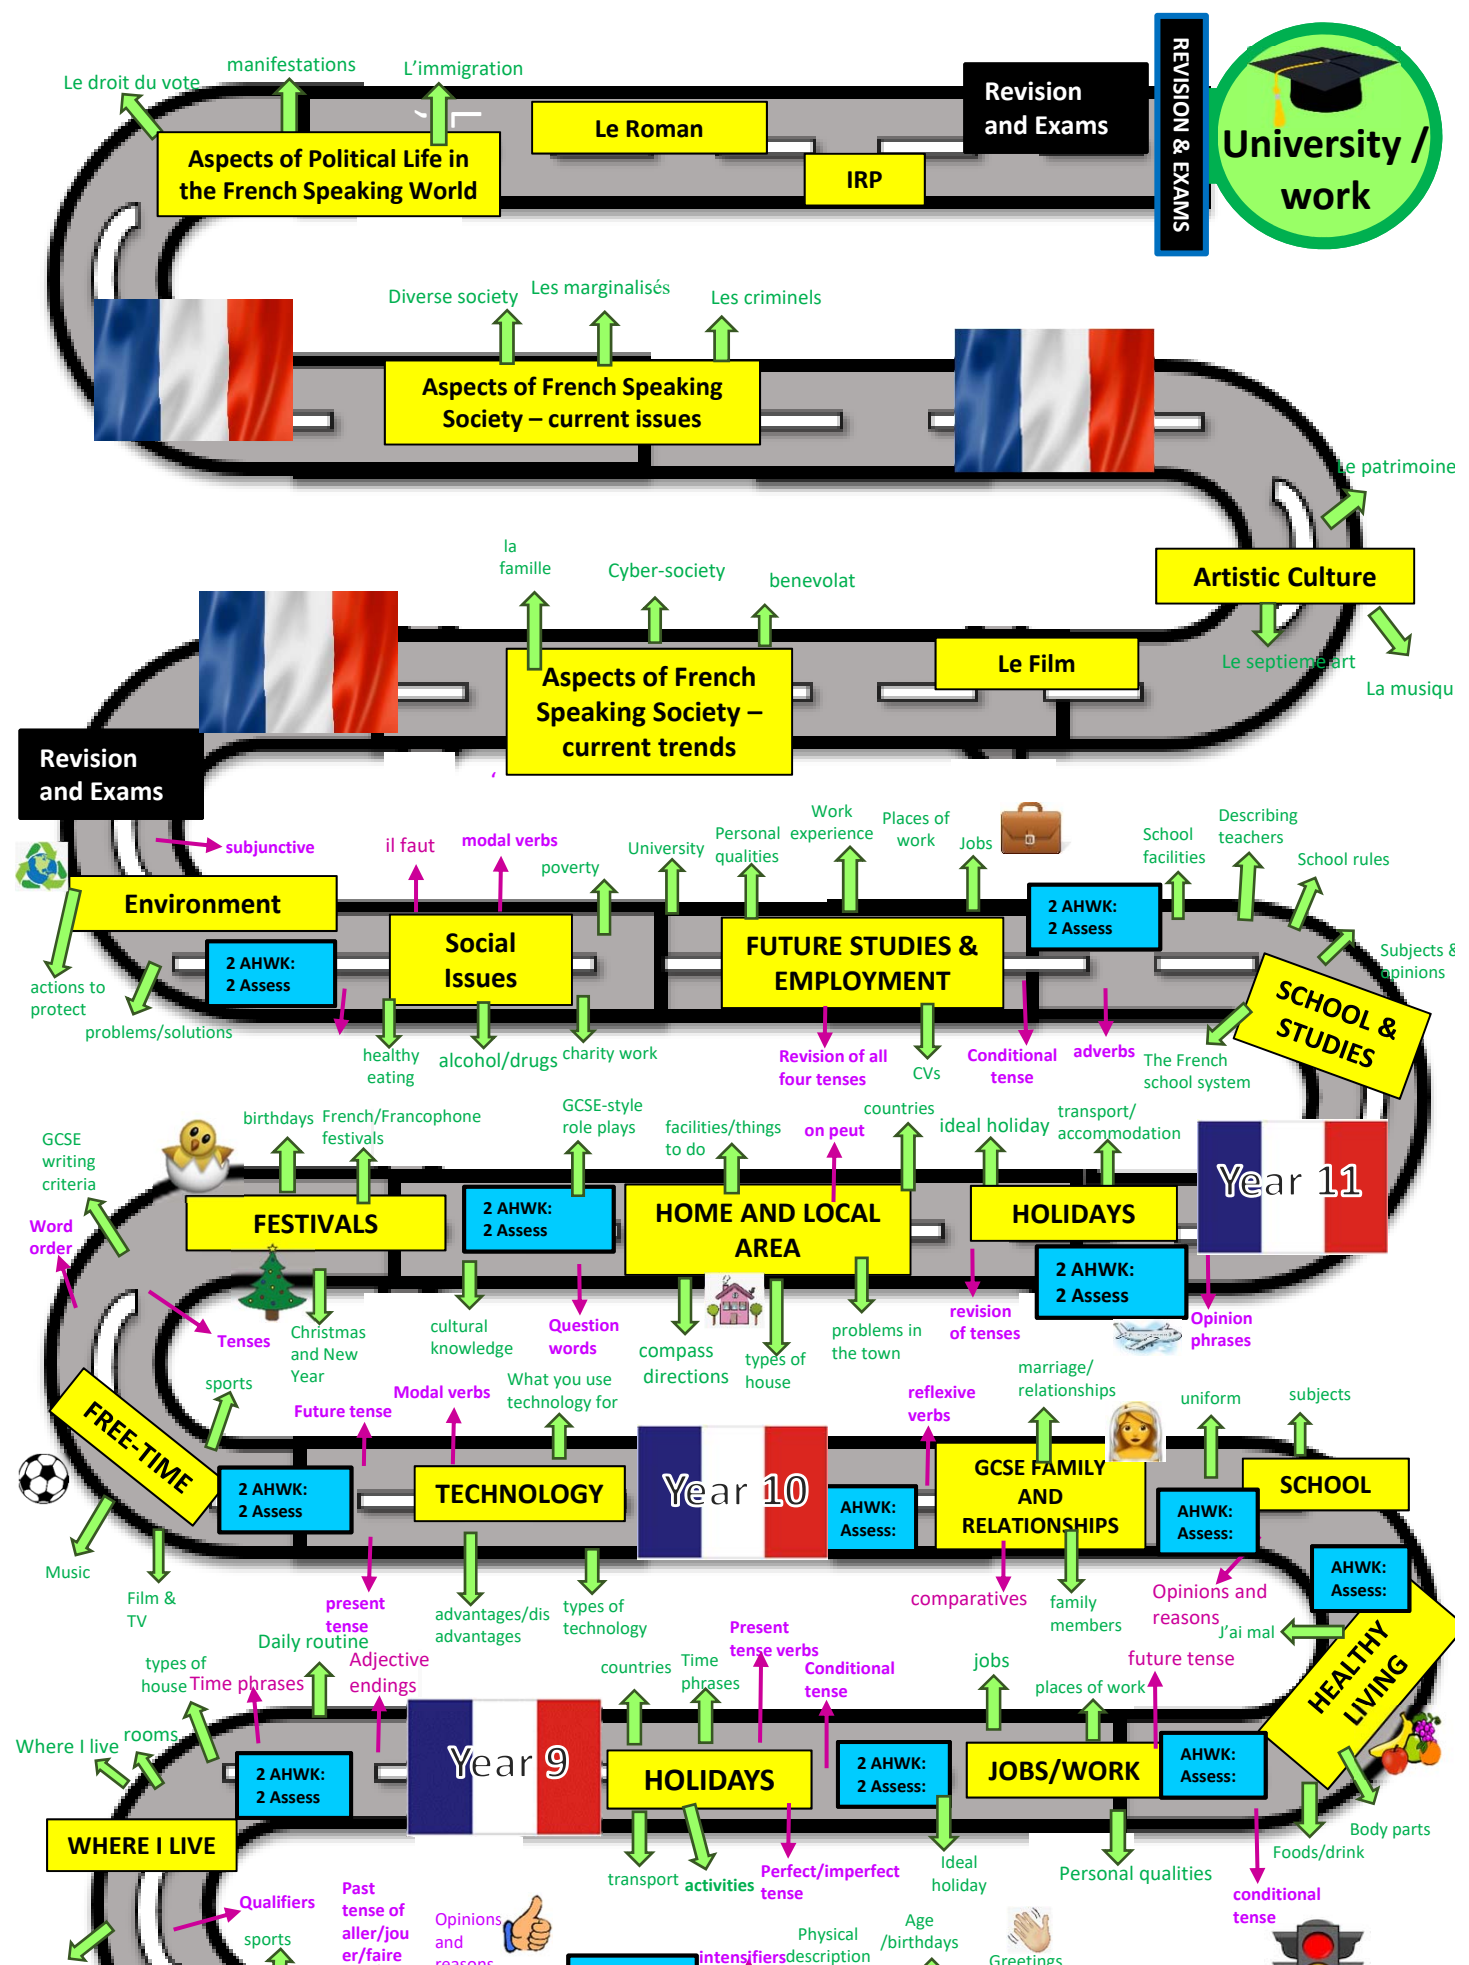 manifestations
L'immigration
Le droit du vote
Revision
and Exams
REVISION & EXAMS
University /
work
Le Roman
Aspects of Political Life in
the French Speaking World
IRP
Diverse society
Les marginalisés
Les criminels
Aspects of French Speaking
Society – current issues
Le patrimoine
Artistic Culture
la
famille
Cyber-society
benevolat
Le Film
Le septieme art
La musiqu
Aspects of French
Speaking Society –
current trends
Revision
and Exams
subjunctive
il faut
modal verbs
poverty
University
Personal
qualities
Work
experience
Places of
work
Jobs
School
facilities
Describing
teachers
School rules
Environment
2 AHWK:
2 Assess
Social
Issues
FUTURE STUDIES &
EMPLOYMENT
2 AHWK:
2 Assess
Subjects &
opinions
SCHOOL &
STUDIES
actions to
protect
problems/solutions
healthy
eating
alcohol/drugs
charity work
Revision of all
four tenses
CVs
Conditional
tense
adverbs
The French
school system
GCSE
writing
criteria
birthdays
French/Francophone
festivals
GCSE-style
role plays
facilities/things
to do
on peut
countries
ideal holiday
transport/
accommodation
Year 11
Word
order
FESTIVALS
2 AHWK:
2 Assess
HOME AND LOCAL
AREA
HOLIDAYS
2 AHWK:
2 Assess
Tenses
Christmas
and New
Year
cultural
knowledge
Question
words
compass
directions
types of
house
problems in
the town
revision
of tenses
Opinion
phrases
FREE-TIME
sports
Future tense
Modal verbs
What you use
technology for
reflexive
verbs
marriage/
relationships
uniform
subjects
2 AHWK:
2 Assess
TECHNOLOGY
Year 10
AHWK:
Assess:
GCSE FAMILY
AND
RELATIONSHIPS
AHWK:
Assess:
SCHOOL
AHWK:
Assess:
Music
Film &
TV
present
tense
advantages/dis
advantages
types of
technology
comparatives
family
members
Opinions and
reasons
J'ai mal
HEALTHY
LIVING
types of
house
Time phrases
Daily routine
Adjective
endings
countries
Time
phrases
Present
tense verbs
Conditional
tense
jobs
places of work
future tense
Where I live
rooms
2 AHWK:
2 Assess
Year 9
HOLIDAYS
2 AHWK:
2 Assess:
JOBS/WORK
AHWK:
Assess:
WHERE I LIVE
transport
activities
Perfect/imperfect
tense
Ideal
holiday
Personal qualities
Foods/drink
Body parts
conditional
tense
Qualifiers
sports
Past
tense of
aller/jou
er/faire
Opinions
and
reasons
intensifiers
Physical
description
Age
/birthdays
Greetings